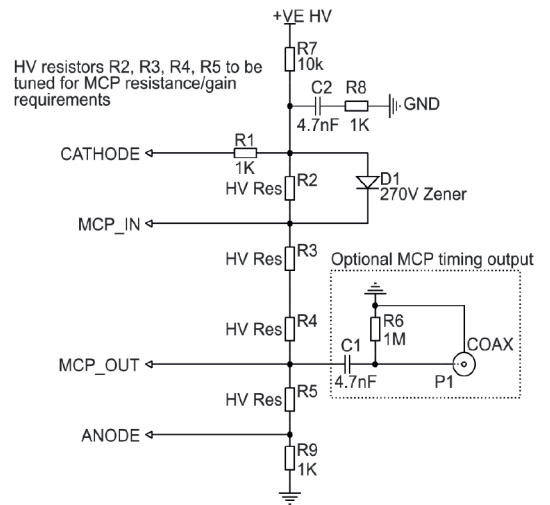 +VE HV
R7
10k
HV resistors R2, R3, R4, R5 to be
tuned for MCP resistance/gain
requirements
C2 R8
GND
4.7nF 1K
R1
CATHODE
1K
HV Res R2
D1
270V Zener
MCP_IN
HV Res R3
Optional MCP timing output
HV Res R4
R6
1M
C1
COAX
MCP_OUT
4.7nF
P1
HV Res R5
ANODE
R9
1K